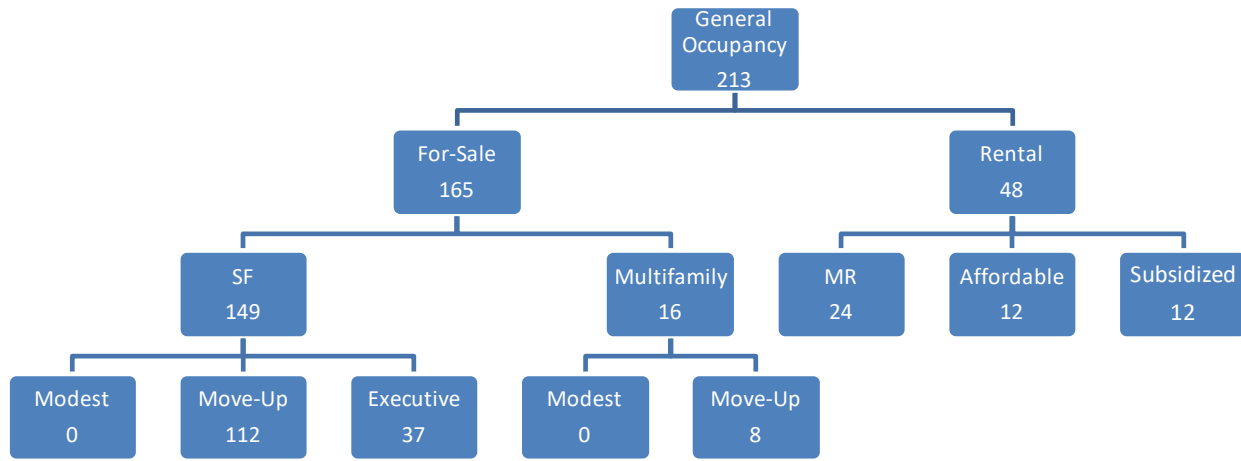 General
Occupancy
213
For-Sale
165
Rental
48
SF
149
Multifamily
16
MR
24
Affordable
12
Subsidized
12
Modest
0
Move-Up
112
Executive
37
Modest
0
Move-Up
8